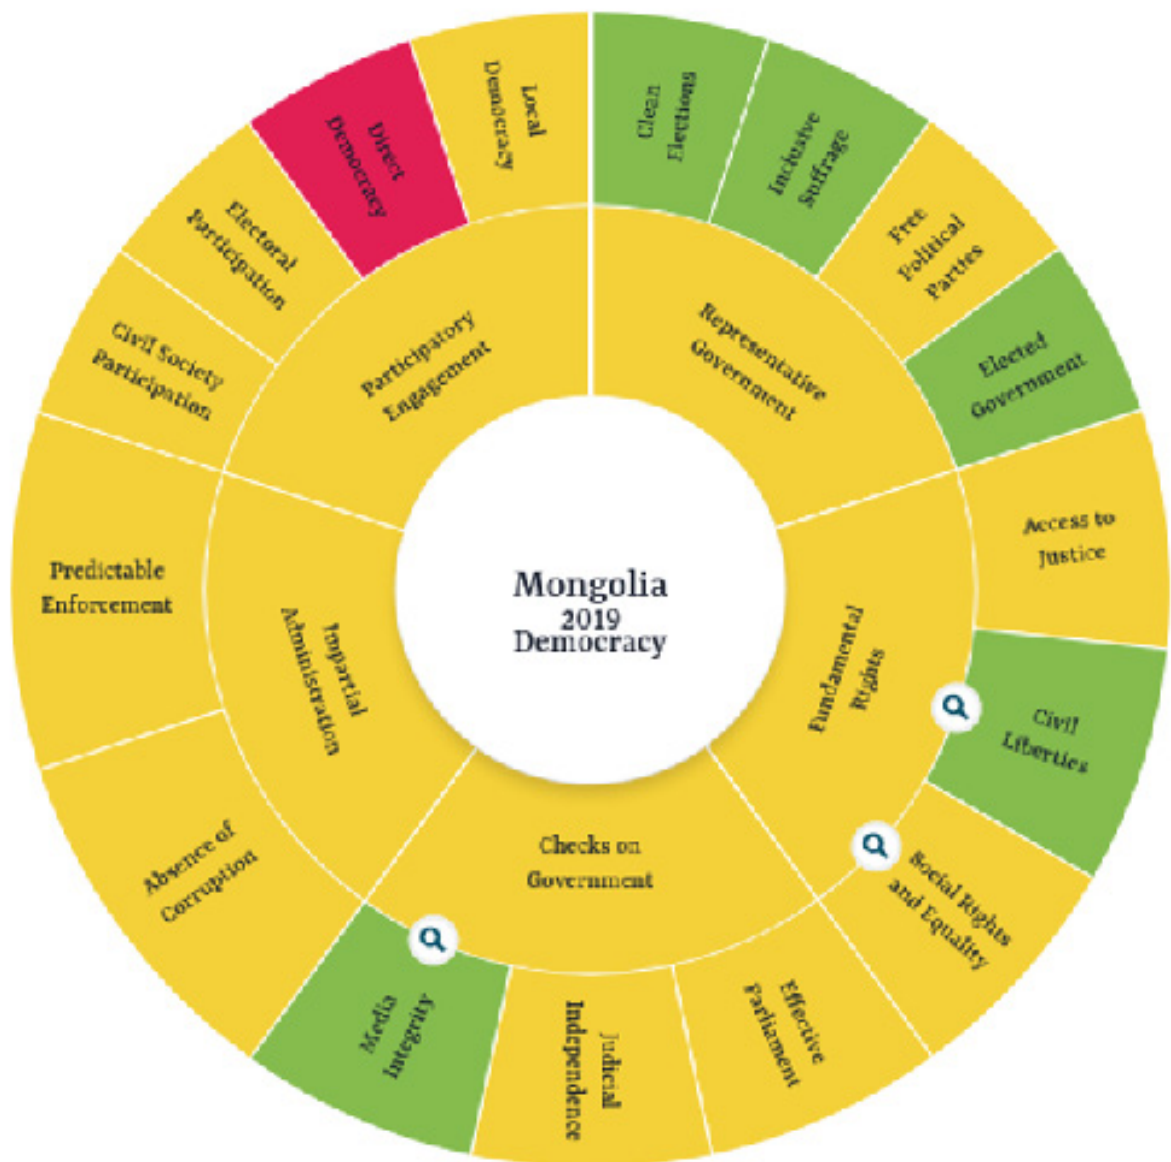 Local
Democracy
Clean
Elections
Inclusive
Suffrage
Free
Political
Parties
Elected
Government
Access to
Justice
Civil
Liberties
Social Rights
and Equality
Effective
Parliament
Judicial
Independence
Media
Integrity
Absence of
Corruption
Predictable
Enforcement
Civil Society
Participation
Electoral
Participation
Direct
Democracy
Participatory
Engagement
Representative
Government
Fundamental
Rights
Checks on
Government
Impartial
Administration
Mongolia
2019
Democracy